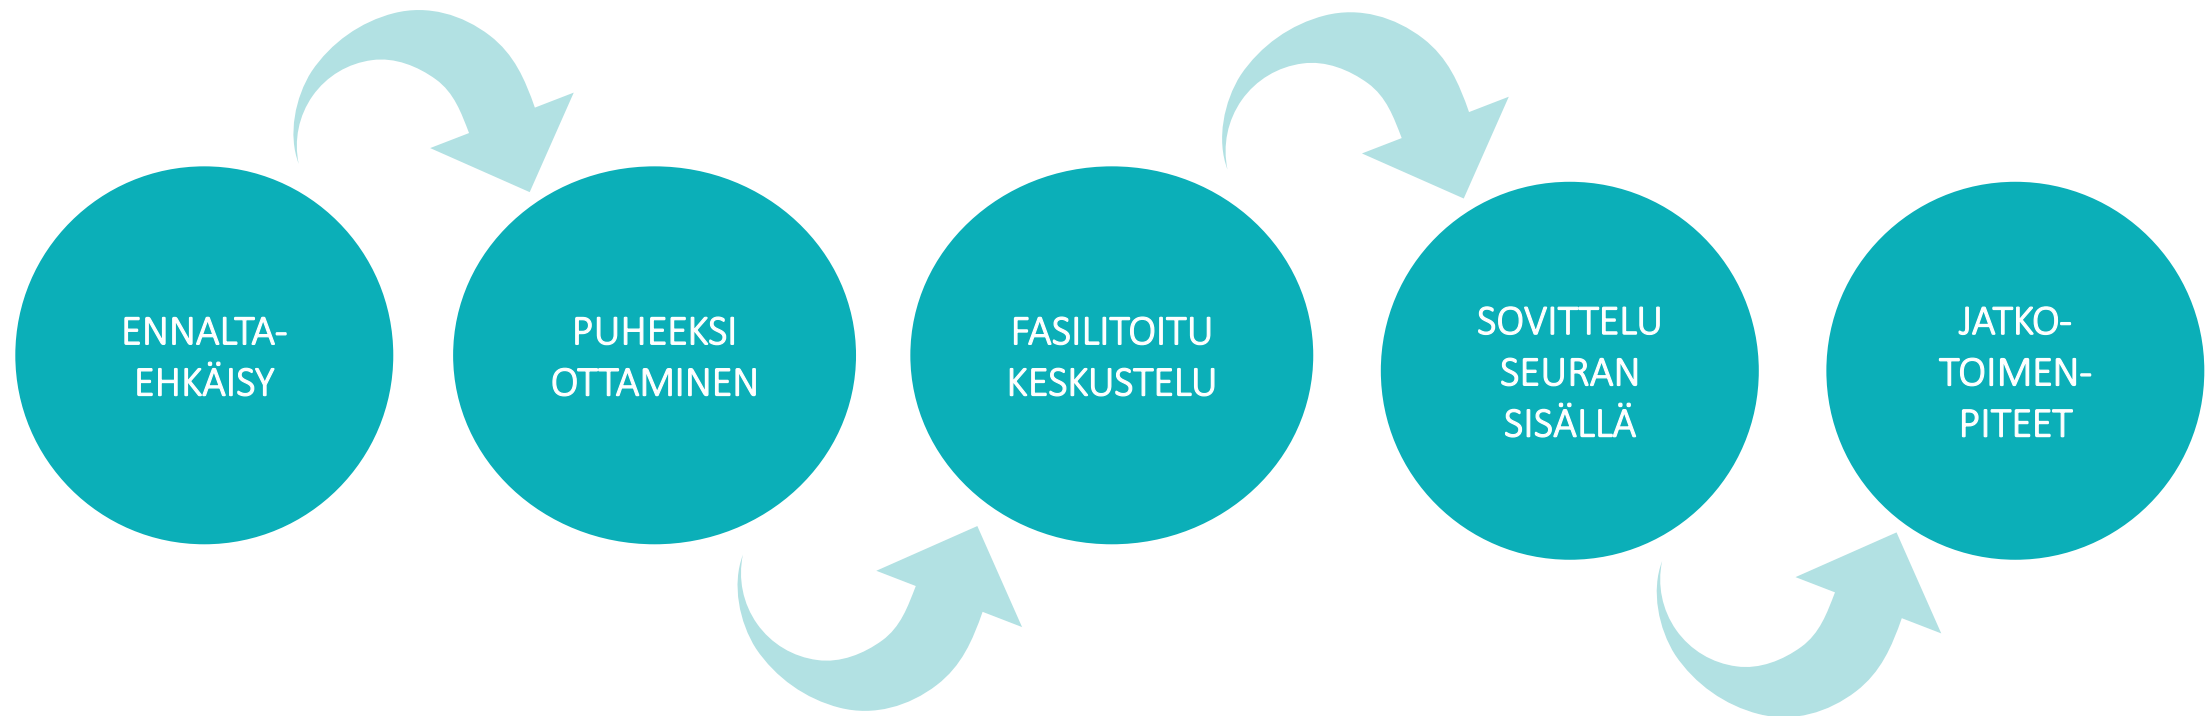 ENNALTA-
EHKÄISY
PUHEEKSI
OTTAMINEN
FASILITOITU
KESKUSTELU
SOVITTELU
SEURAN
SISÄLLÄ
JATKO-
TOIMEN-
PITEET